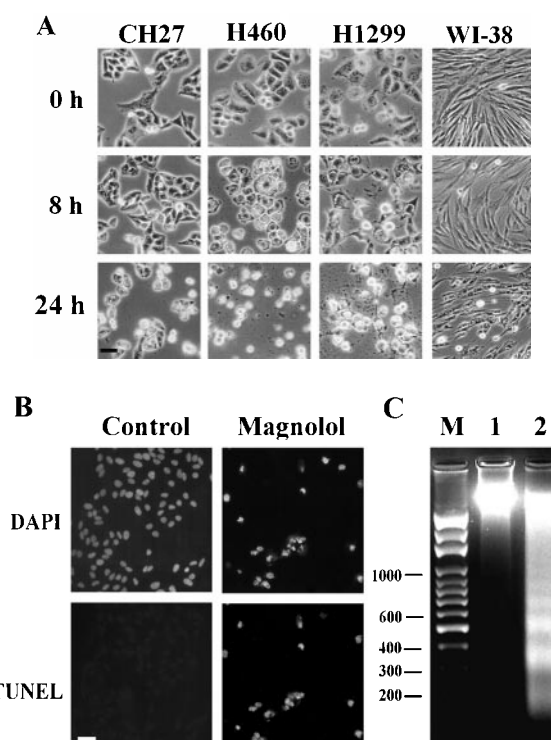 A
CH27 H460 H1299 WI-38
0 h
8 h
24 h
B
Control Magnolol
DAPI
TUNEL
C
M 1 2
1000
600
400
300
200